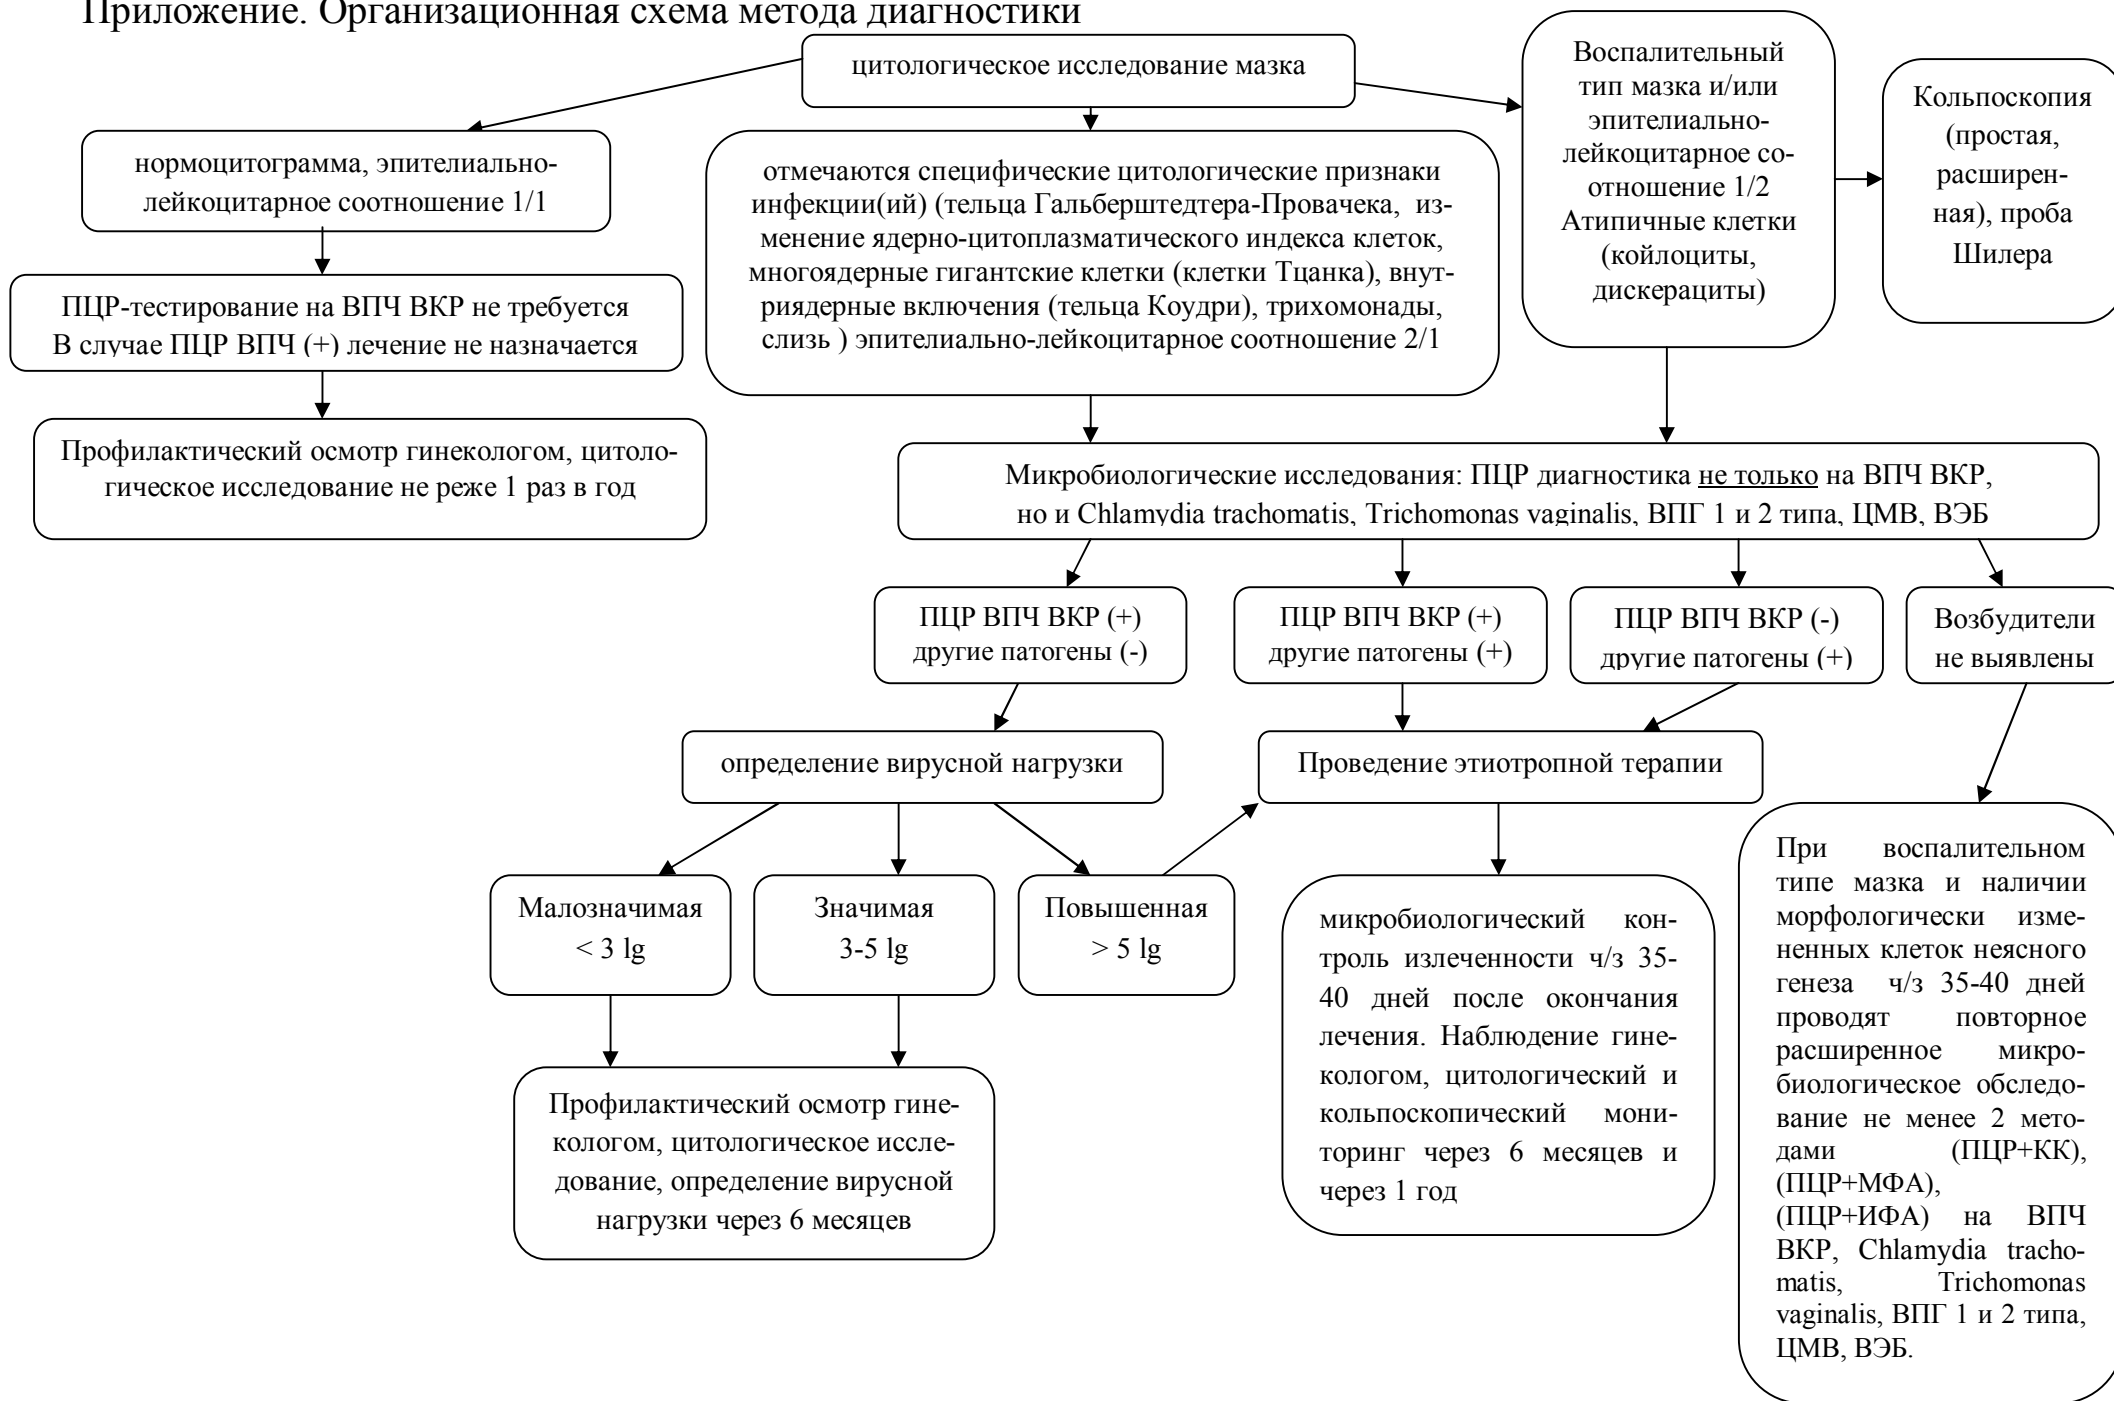 Приложение. Организационная схема метода диагностики
цитологическое исследование мазка
нормоцитограмма, эпителиально-
лейкоцитарное соотношение 1/1
ПЦР-тестирование на ВПЧ ВКР не требуется
В случае ПЦР ВПЧ (+) лечение не назначается
Профилактический осмотр гинекологом, цитоло-
гическое исследование не реже 1 раз в год
отмечаются специфические цитологические признаки
инфекции(ий) (тельца Гальберштедтера-Провачека, из-
менение ядерно-цитоплазматического индекса клеток,
многоядерные гигантские клетки (клетки Тцанка), внут-
риядерные включения (тельца Коудри), трихомонады,
слизь ) эпителиально-лейкоцитарное соотношение 2/1
Воспалительный
тип мазка и/или
эпителиально-
лейкоцитарное со-
отношение 1/2
Атипичные клетки
(койлоциты,
дискерациты)
Кольпоскопия
(простая,
расширен-
ная), проба
Шилера
Микробиологические исследования: ПЦР диагностика не только на ВПЧ ВКР,
но и Chlamydia trachomatis, Trichomonas vaginalis, ВПГ 1 и 2 типа, ЦМВ, ВЭБ
ПЦР ВПЧ ВКР (+)
другие патогены (-)
ПЦР ВПЧ ВКР (+)
другие патогены (+)
ПЦР ВПЧ ВКР (-)
другие патогены (+)
Возбудители
не выявлены
определение вирусной нагрузки
Проведение этиотропной терапии
Малозначимая
< 3 lg
Значимая
3-5 lg
Повышенная
> 5 lg
Профилактический осмотр гине-
кологом, цитологическое иссле-
дование, определение вирусной
нагрузки через 6 месяцев
микробиологический кон-
троль излеченности ч/з 35-
40 дней после окончания
лечения. Наблюдение гине-
кологом, цитологический и
кольпоскопический мони-
торинг через 6 месяцев и
через 1 год
При воспалительном
типе мазка и наличии
морфологически изме-
ненных клеток неясного
генеза ч/з 35-40 дней
проводят повторное
расширенное микро-
биологическое обследо-
вание не менее 2 мето-
дами (ПЦР+КК),
(ПЦР+МФА),
(ПЦР+ИФА) на ВПЧ
ВКР, Chlamydia tracho-
matis, Trichomonas
vaginalis, ВПГ 1 и 2 типа,
ЦМВ, ВЭБ.